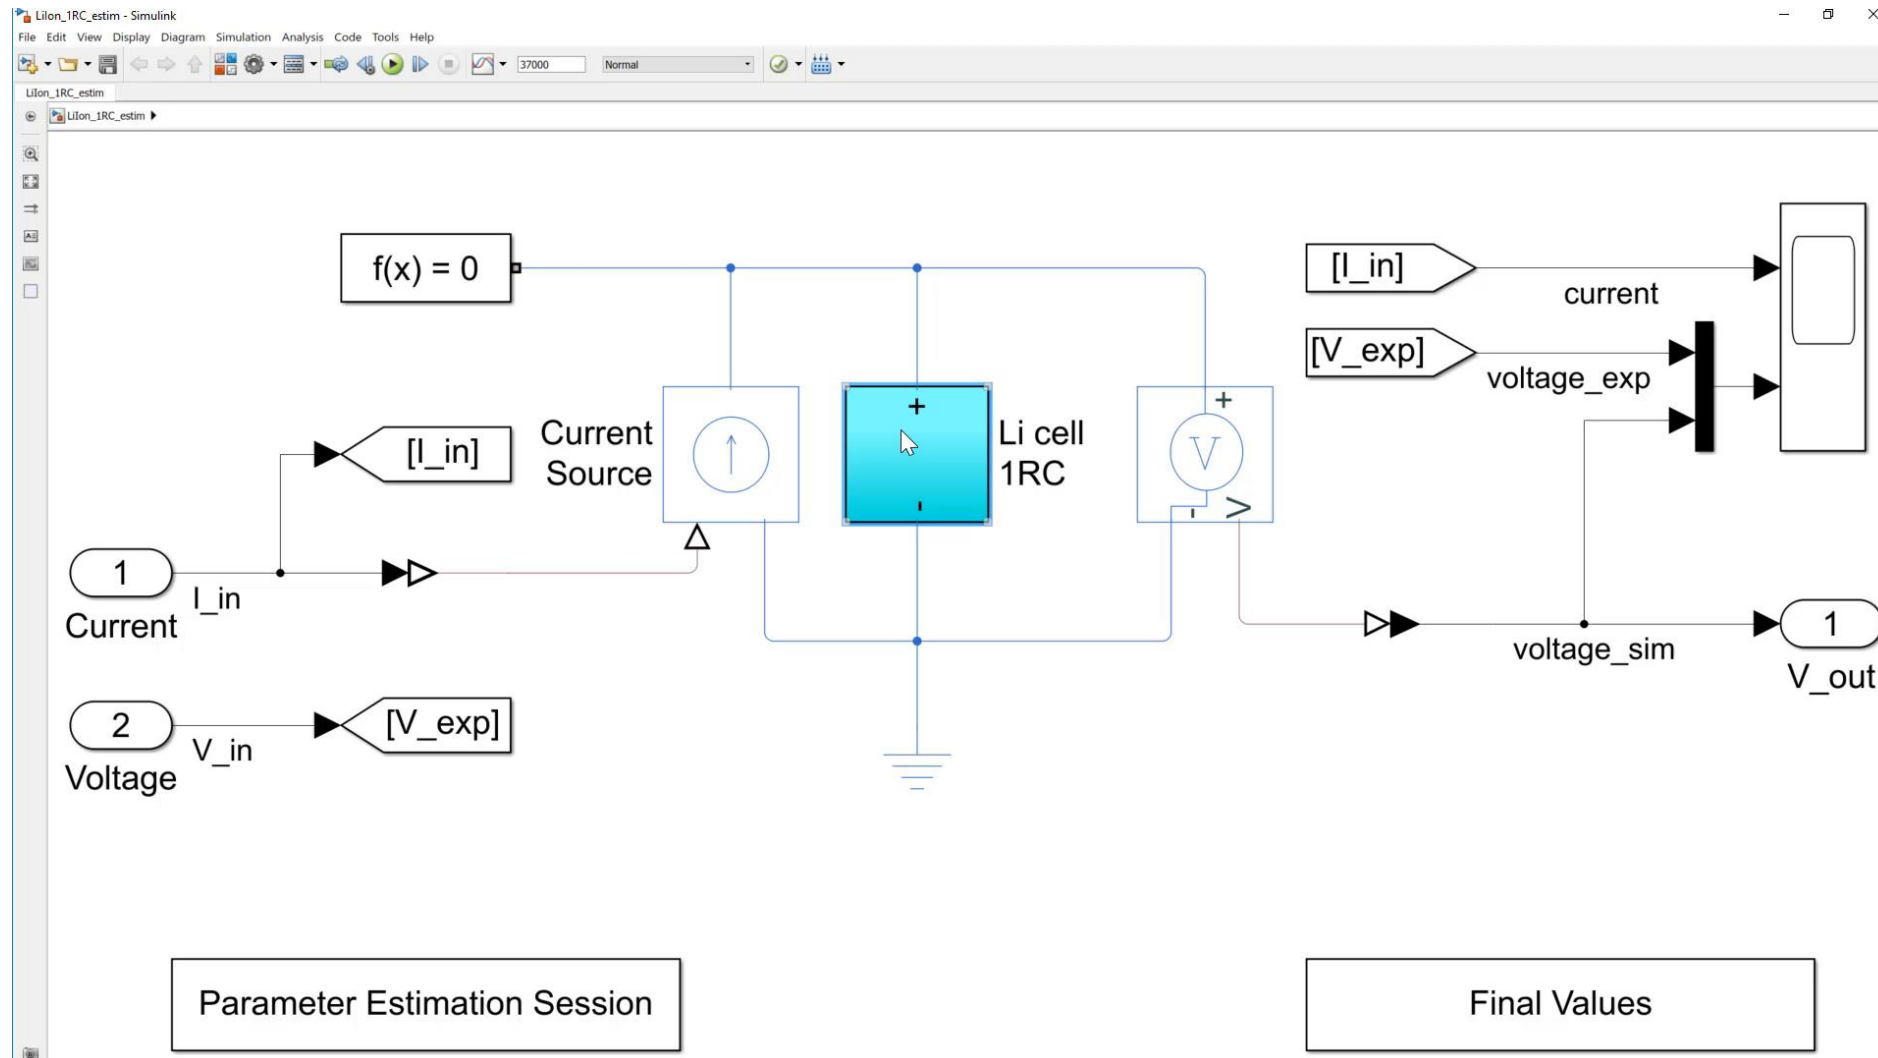 LiIon_1RC_estim - Simulink
File Edit View Display Diagram Simulation Analysis Code Tools Help
37000 Normal
LiIon_1RC_estim
LiIon_1RC_estim
f(x) = 0
[I_in]
current
[V_exp]
voltage_exp
+
+
[I_in]
Current
Source
Li cell
1RC
V
-
-
V
1
I_in
Current
1
voltage_sim
V_out
2
V_in
Voltage
[V_exp]
Parameter Estimation Session
Final Values